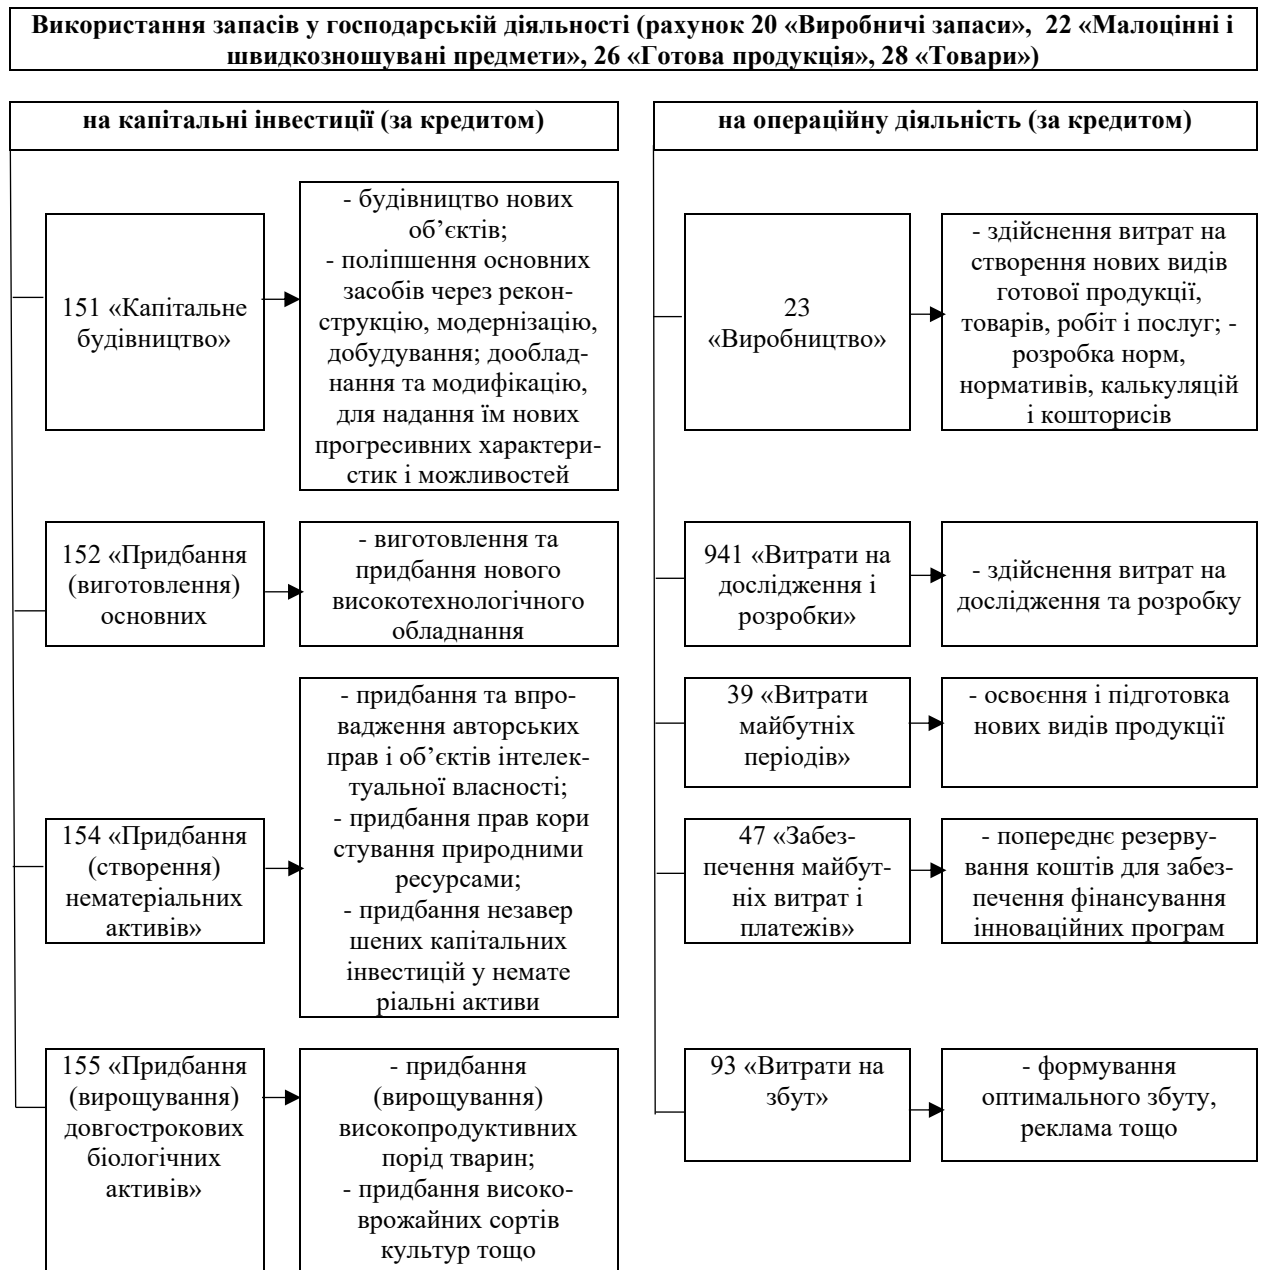 Використання запасів у господарській діяльності (рахунок 20 «Виробничі запаси», 22 «Малоцінні і
швидкозношувані предмети», 26 «Готова продукція», 28 «Товари»)
на капітальні інвестиції (за кредитом)
151 «Капітальне
будівництво»
- будівництво нових
об’єктів;
- поліпшення основних
засобів через рекон-
струкцію, модернізацію,
добудування; дооблад-
нання та модифікацію,
для надання їм нових
прогресивних характери-
стик і можливостей
152 «Придбання
(виготовлення)
основних
- виготовлення та
придбання нового
високотехнологічного
обладнання
154 «Придбання
(створення)
нематеріальних
активів»
- придбання та впро-
вадження авторських
прав і об’єктів інтелек-
туальної власності;
- придбання прав кори
стування природними
ресурсами;
- придбання незавер
шених капітальних
інвестицій у немате
ріальні активи
155 «Придбання
(вирощування)
довгострокових
біологічних
активів»
- придбання
(вирощування)
високопродуктивних
порід тварин;
- придбання високо-
врожайних сортів
культур тощо
на операційну діяльність (за кредитом)
23
«Виробництво»
- здійснення витрат на
створення нових видів
готової продукції,
товарів, робіт і послуг; -
розробка норм,
нормативів, калькуляцій
і кошторисів
941 «Витрати на
дослідження і
розробки»
- здійснення витрат на
дослідження та розробку
39 «Витрати
майбутніх
періодів»
- освоєння і підготовка
нових видів продукції
47 «Забез-
печення майбут-
ніх витрат і
платежів»
- попереднє резерву-
вання коштів для забез-
печення фінансування
інноваційних програм
93 «Витрати на
збут»
- формування
оптимального збуту,
реклама тощо